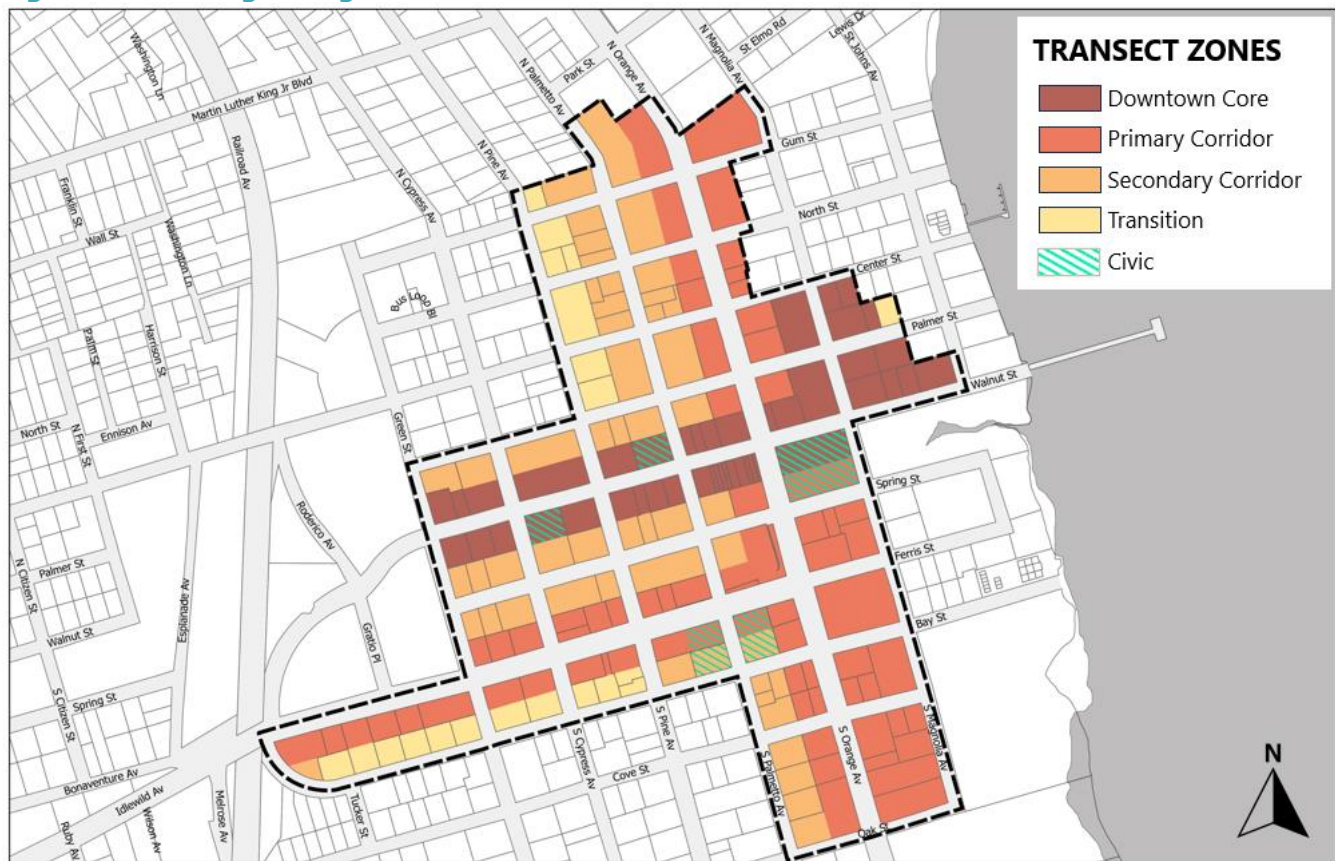 TRANSECT ZONES
Downtown Core
Primary Corridor
Secondary Corridor
Transition
Civic
Washington Ln
Martin Luther King Jr Blvd
Railroad Av
N Palmetto Av
Park St
N Orange Av
N Magnolia Av
St Elmo Rd
Lewis Dr
St Johns Av
Gum St
N Pine Av
N Cypress Av
Franklin St
Wall St
Washington Ln
North St
Center St
Palmer St
Walnut St
Bus Loop Bl
Palm St
Harrison St
North St
N First St
Ennison Av
Green St
Roderico Av
Spring St
Ferris St
Bay St
N Citizen St
Palmer St
Esplanade Av
Walnut St
Gratio Pl
S Citizen St
Spring St
Bonaventure Av
Idlewild Av
Melrose Av
Wilson Av
Ruby Av
Tucker St
S Cypress Av
S Pine Av
Cove St
S Palmetto Av
S Orange Av
S Magnolia Av
Oak St
N